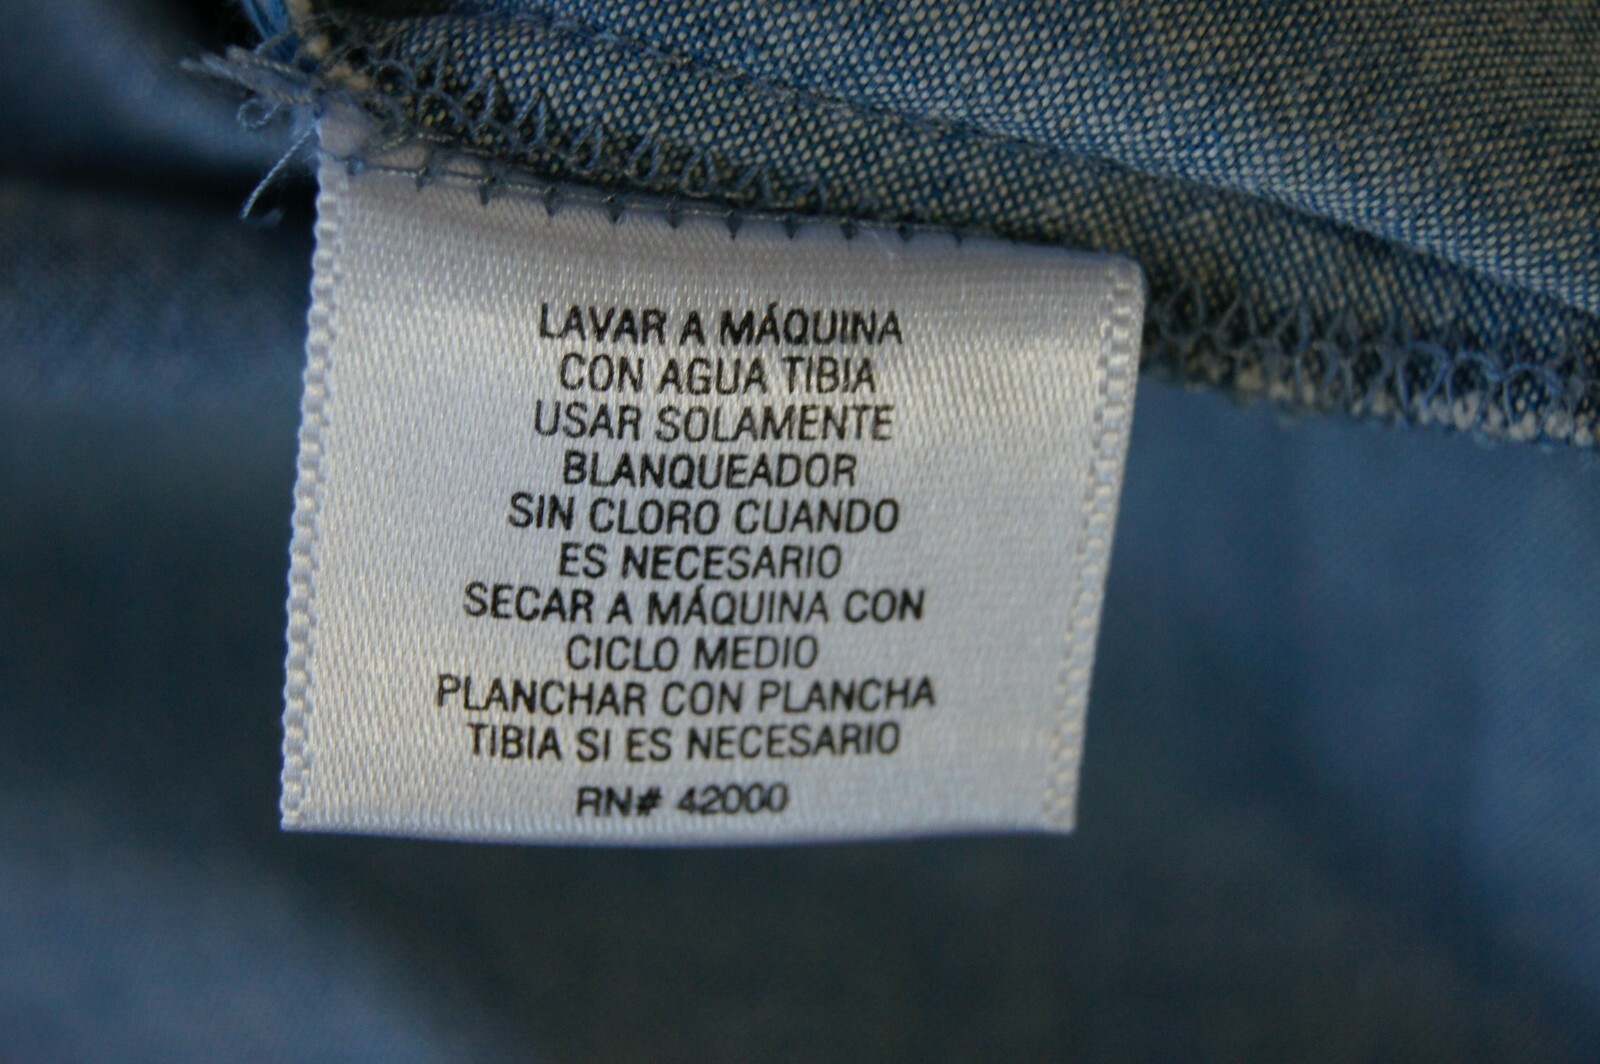 LAVAR A MÁQUINA
CON AGUA TIBIA
USAR SOLAMENTE
BLANQUEADOR
SIN CLORO CUANDO
ES NECESARIO
SECAR A MÁQUINA CON
CICLO MEDIO
PLANCHAR CON PLANCHA
TIBIA SI ES NECESARIO
RN# 42000